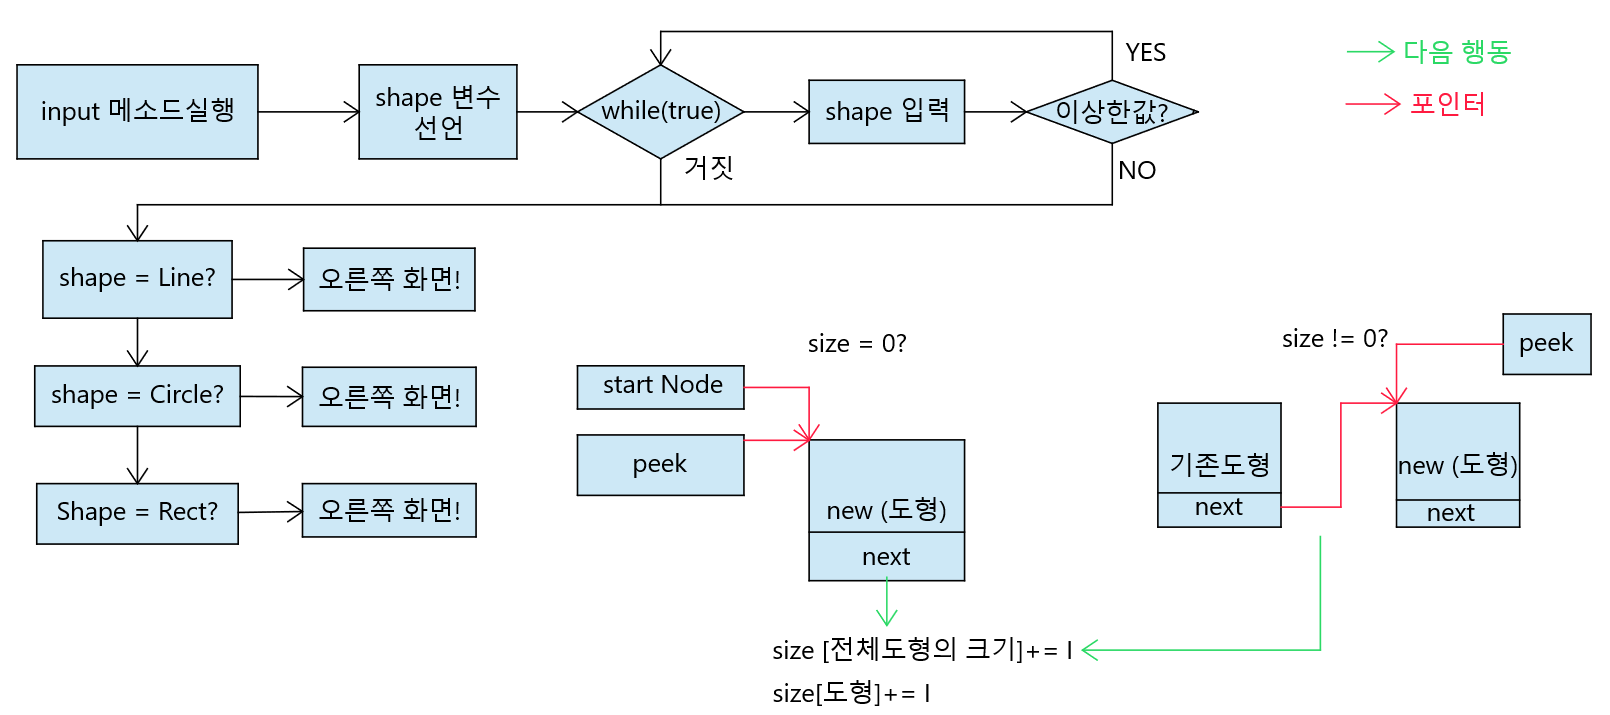 input 메소드실행
shape 변수
선언
while(true)
거짓
shape 입력
이상한값?
YES
NO
다음 행동
포인터
shape = Line?
오른쪽 화면!
shape = Circle?
오른쪽 화면!
Shape = Rect?
오른쪽 화면!
size = 0?
start Node
peek
new (도형)
next
size != 0?
peek
기존도형
next
new (도형)
next
size [전체도형의 크기]+= I
size[도형]+= I